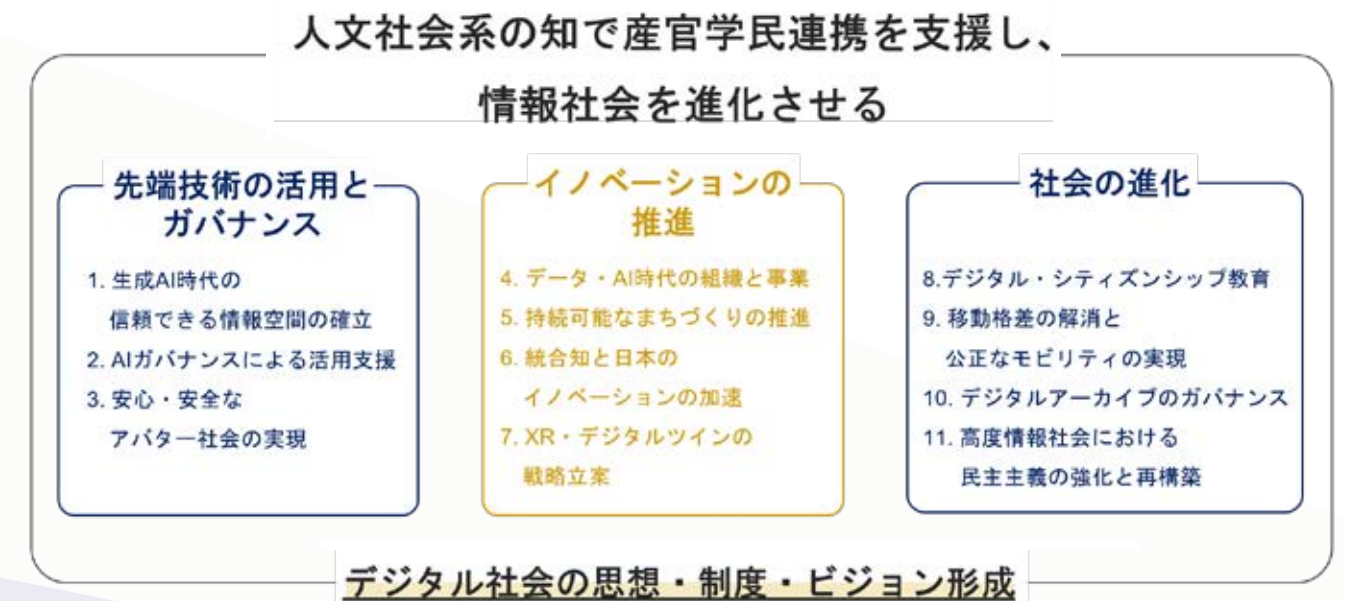 人文社会系の知で産官学民連携を支援し、
情報社会を進化させる
先端技術の活用と
ガバナンス
1. 生成AI時代の
信頼できる情報空間の確立
2. AIガバナンスによる活用支援
3. 安心・安全な
アバター社会の実現
イノベーションの
推進
4. データ・AI時代の組織と事業
5. 持続可能なまちづくりの推進
6. 統合知と日本の
イノベーションの加速
7. XR・デジタルツインの
戦略立案
社会の進化
8.デジタル・シティズンシップ教育
9. 移動格差の解消と
公正なモビリティの実現
10. デジタルアーカイブのガバナンス
11. 高度情報社会における
民主主義の強化と再構築
デジタル社会の思想・制度・ビジョン形成